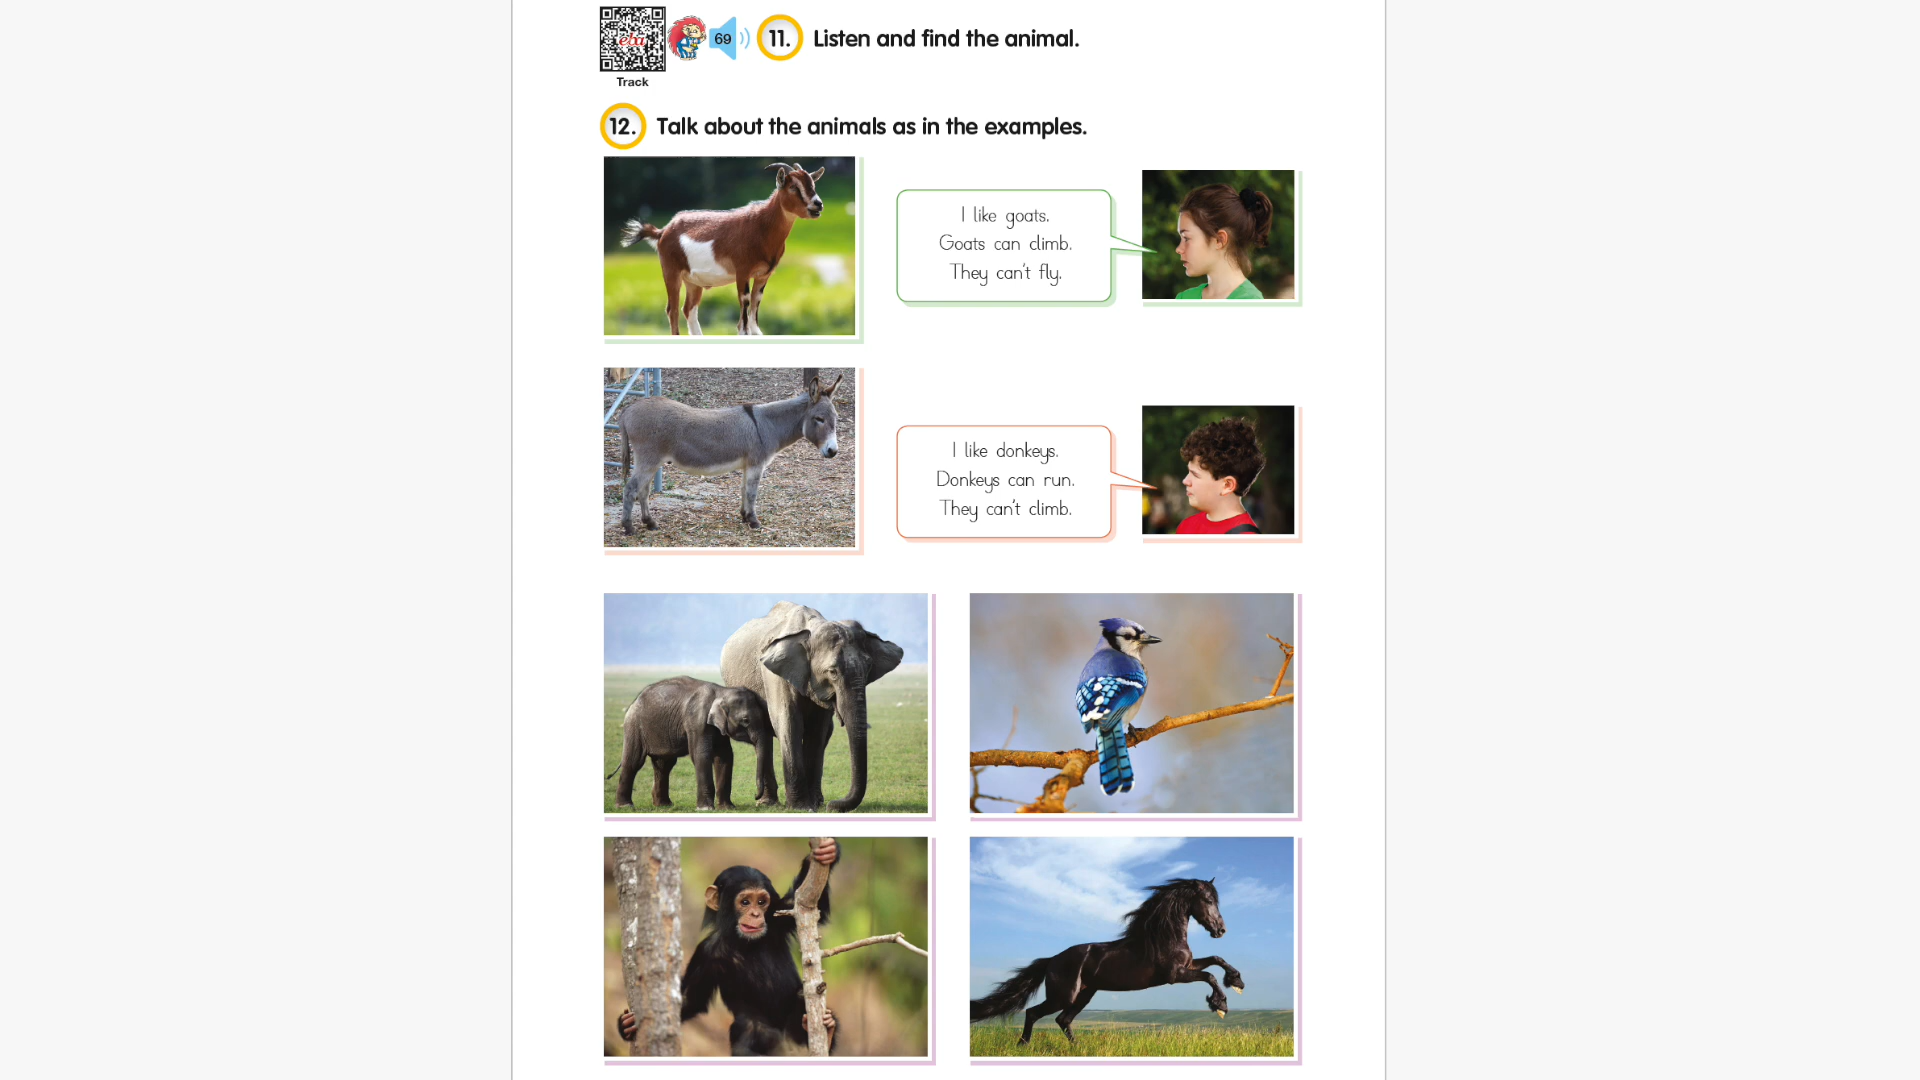 eba
69
11. Listen and find the animal.
Track
12. Talk about the animals as in the examples.
I like goats.
Goats can climb.
They can't fly.
I like donkeys.
Donkeys can run.
They can't climb.